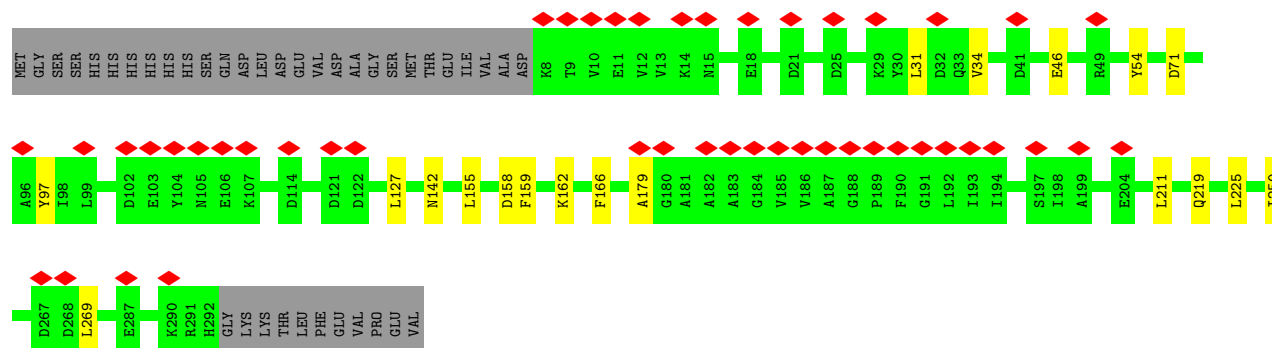 MET GLY SER SER HIS HIS HIS HIS HIS HIS SER GLN ASP LEU ASP GLU VAL ASP ALA GLY SER MET THR GLU ILE VAL ALA ASP K8 T9 V10 E11 V12 V13 K14 N15 E18 D21 D25 K29 Y30 L31 D32 Q33 V34 D41 E46 R49 Y54 D71
A96 Y97 I98 L99 D102 E103 Y104 N105 E106 K107 D114 D121 D122 L127 N142 L155 D158 F159 K162 F166 A179 G180 A181 A182 A183 G184 V185 V186 A187 G188 P189 F190 G191 L192 I193 I194 S197 I198 A199 E204 L211 Q219 L225
D267 D268 L269 E287 K290 R291 H292 GLY LYS LYS THR LEU PHE GLU VAL PRO GLU VAL